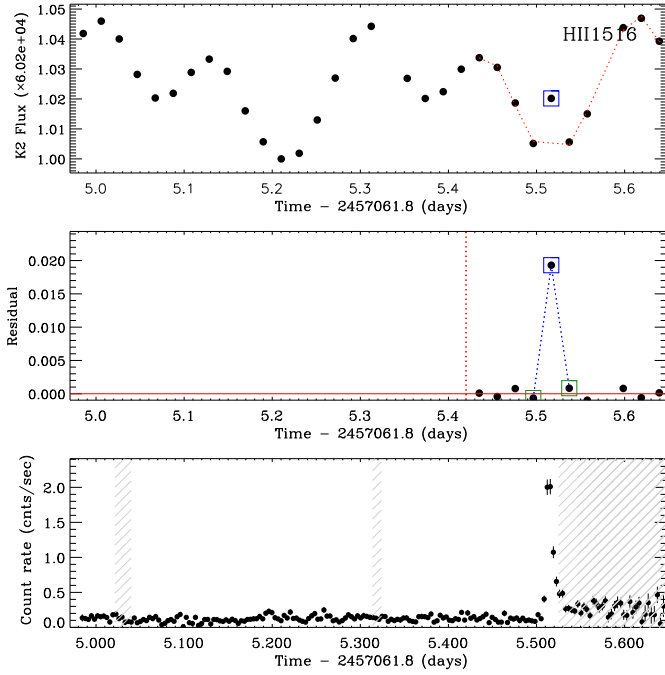 1.05
1.04
1.03
1.02
1.01
1.00
K2 Flux (×6.02e+04)
HII1516
5.0 5.1 5.2 5.3 5.4 5.5 5.6
Time - 2457061.8 (days)
0.020
0.015
0.010
0.005
0.000
Residual
5.0 5.1 5.2 5.3 5.4 5.5 5.6
Time - 2457061.8 (days)
2.0
1.5
1.0
0.5
0.0
Count rate (cnts/sec)
5.000 5.100 5.200 5.300 5.400 5.500 5.600
Time - 2457061.8 (days)